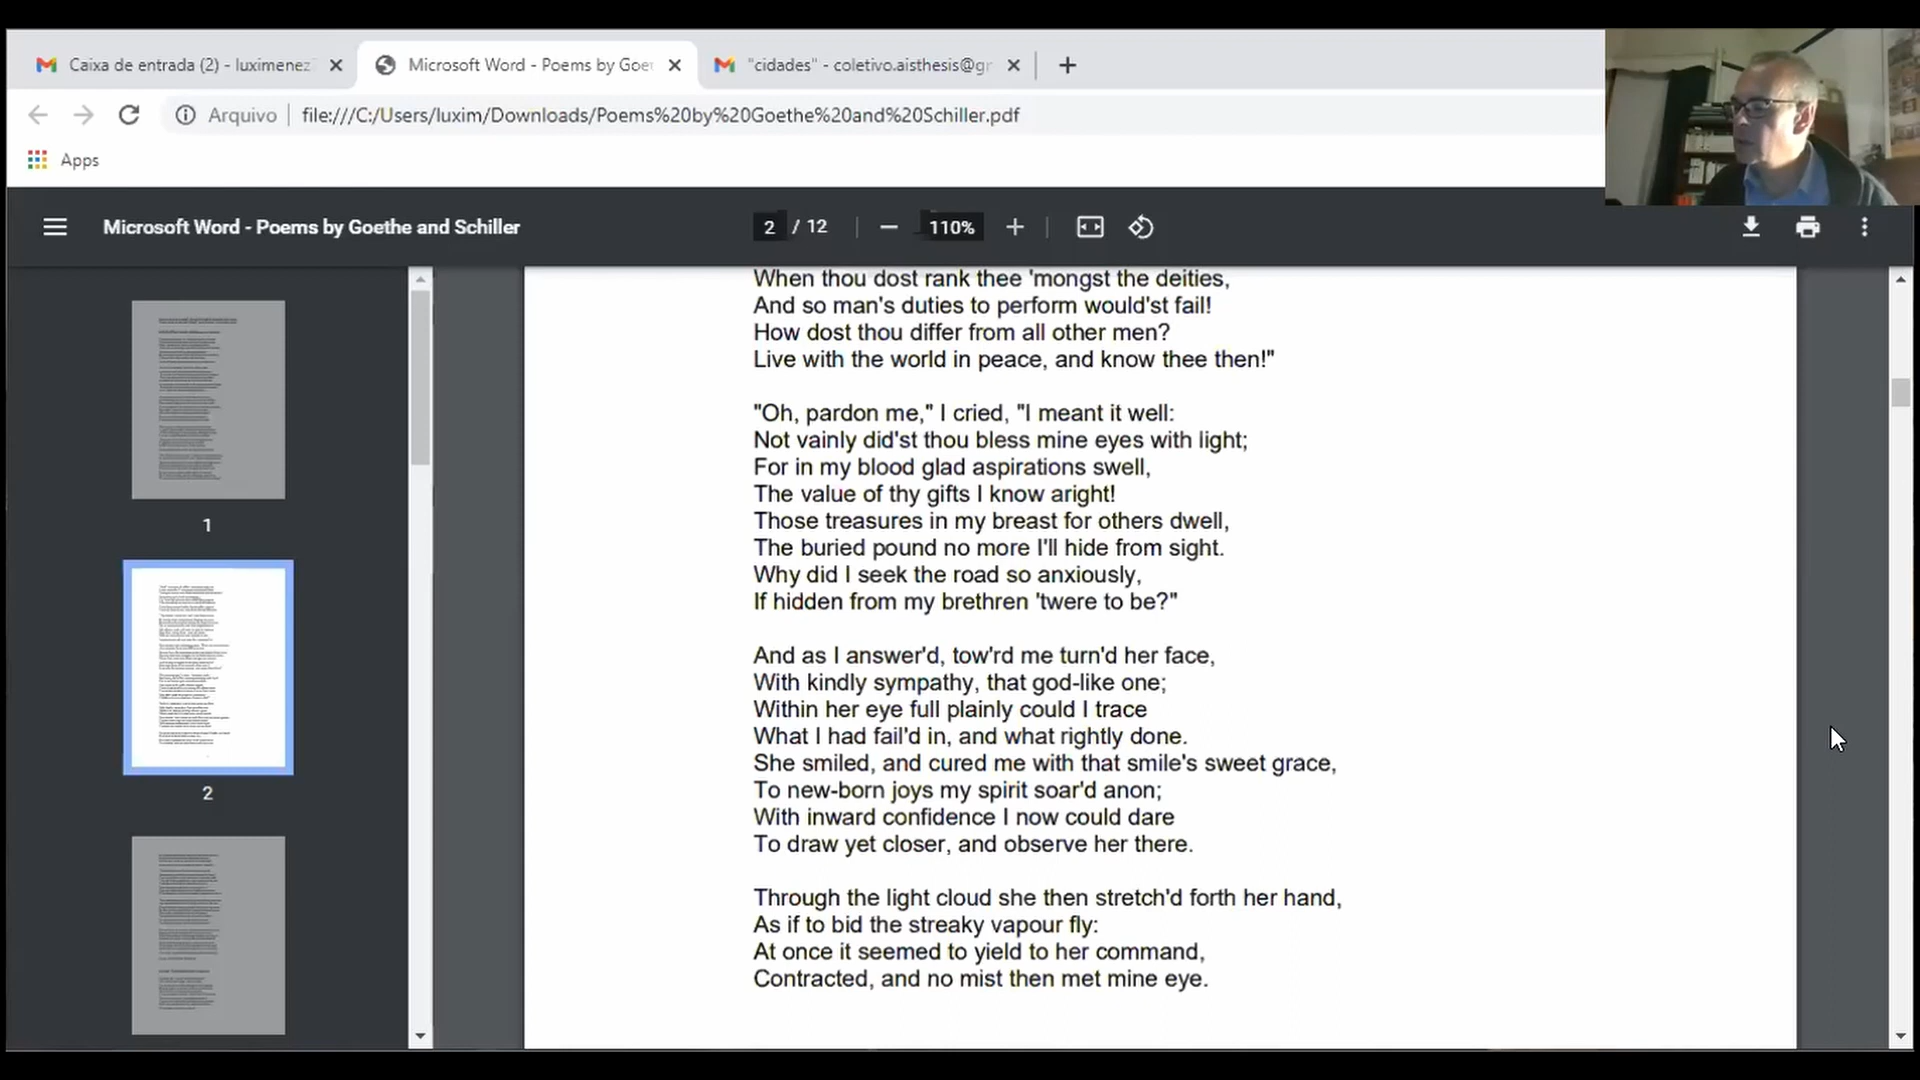 Caixa de entrada (2) - luximenez
Microsoft Word - Poems by Goe
"cidades" - coletivo.aisthesis@g
Arquivo
file:///C:/Users/luxim/Downloads/Poems%20by%20Goethe%20and%20Schiller.pdf
Apps
Microsoft Word - Poems by Goethe and Schiller
2 / 12
110%
When thou dost rank thee 'mongst the deities,
And so man's duties to perform would'st fail!
How dost thou differ from all other men?
Live with the world in peace, and know thee then!"
"Oh, pardon me," I cried, "I meant it well:
Not vainly did'st thou bless mine eyes with light;
For in my blood glad aspirations swell,
The value of thy gifts I know aright!
Those treasures in my breast for others dwell,
The buried pound no more I'll hide from sight.
Why did I seek the road so anxiously,
If hidden from my brethren 'twere to be?"
And as I answer'd, tow'rd me turn'd her face,
With kindly sympathy, that god-like one;
Within her eye full plainly could I trace
What I had fail'd in, and what rightly done.
She smiled, and cured me with that smile's sweet grace,
To new-born joys my spirit soar'd anon;
With inward confidence I now could dare
To draw yet closer, and observe her there.
Through the light cloud she then stretch'd forth her hand,
As if to bid the streaky vapour fly:
At once it seemed to yield to her command,
Contracted, and no mist then met mine eye.
1
2